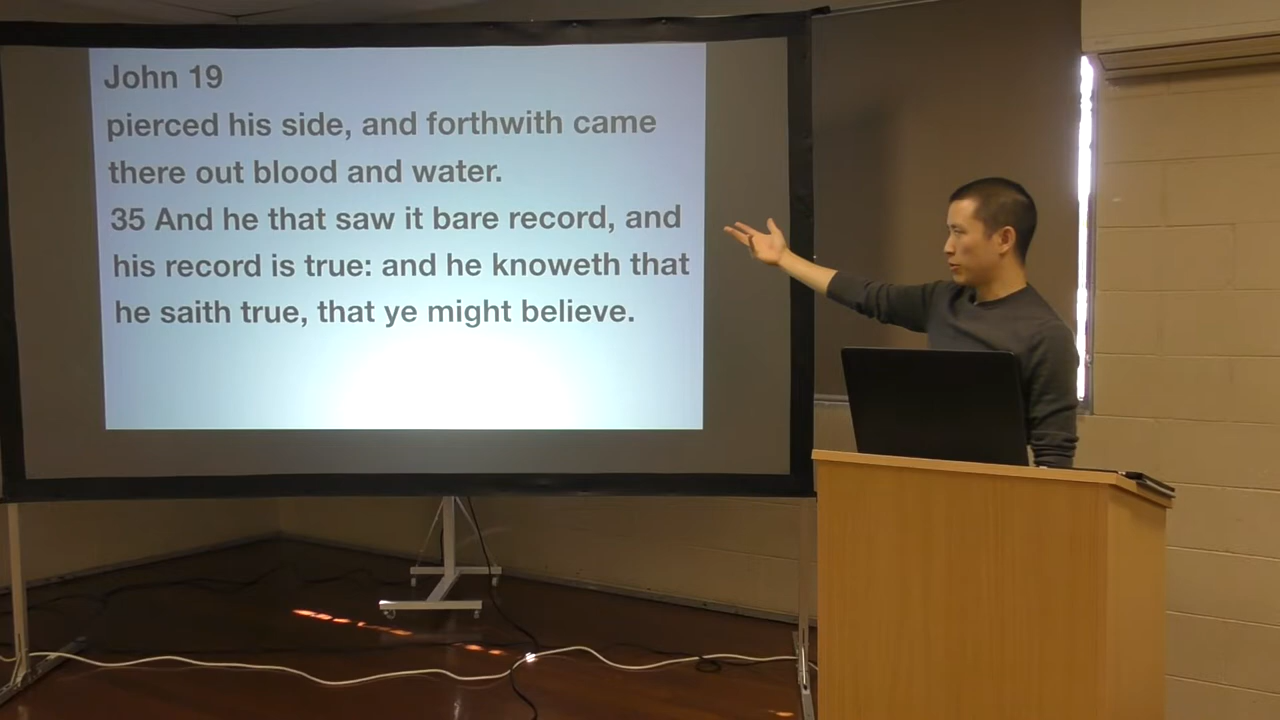 John 19
pierced his side, and forthwith came
there out blood and water.
35 And he that saw it bare record, and
his record is true: and he knoweth that
he saith true, that ye might believe.